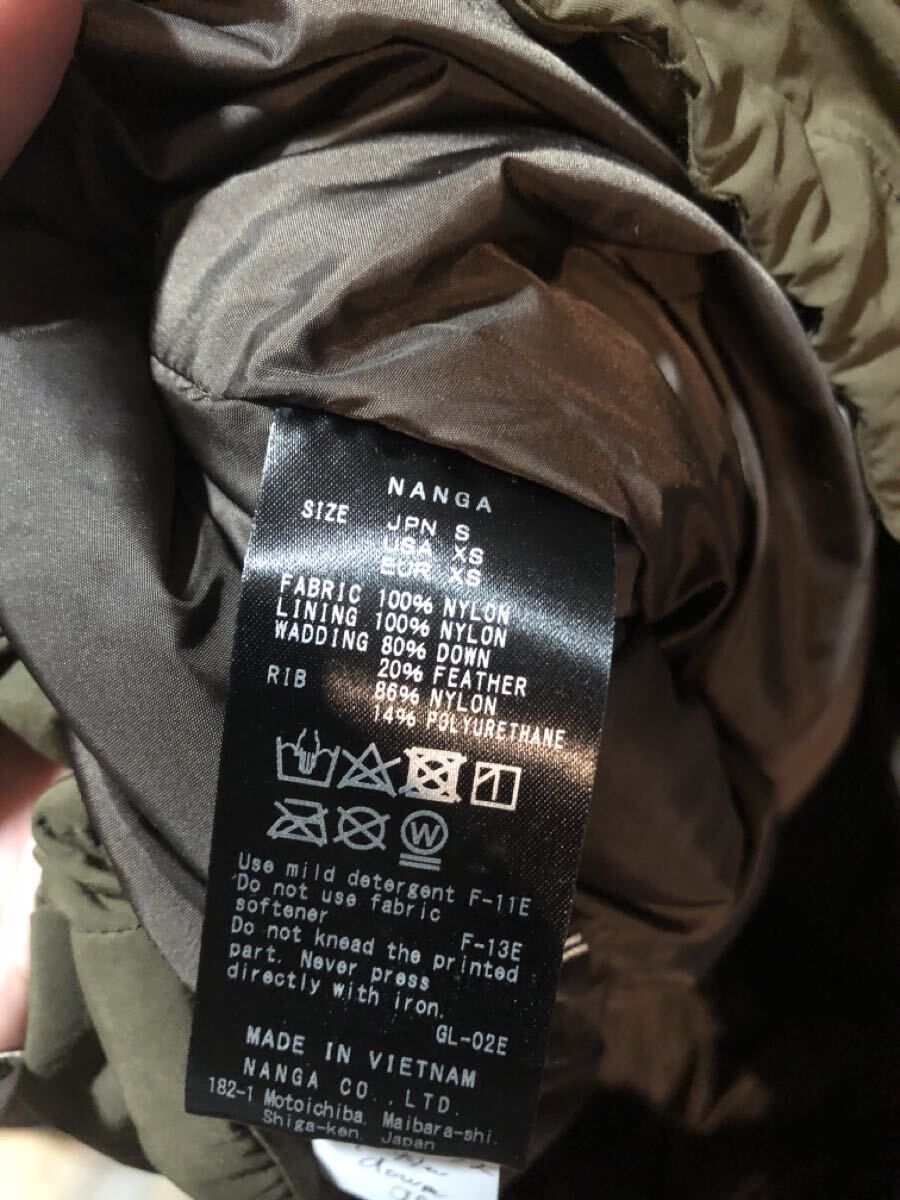 NANGA
SIZE JPN S
USA XS
EUR XS
FABRIC 100% NYLON
LINING 100% NYLON
WADDING 80% DOWN
20% FEATHER
RIB 86% NYLON
14% POLYURETHANE
W
Use mild detergent F-11E
Do not use fabric
softener F-13E
Do not knead the printed
part. Never press
directly with iron.
GL-02E
MADE IN VIETNAM
NANGA CO.,LTD.
182-1 Motoichiba, Maibara-shi,
Shiga-ken, Japan
down